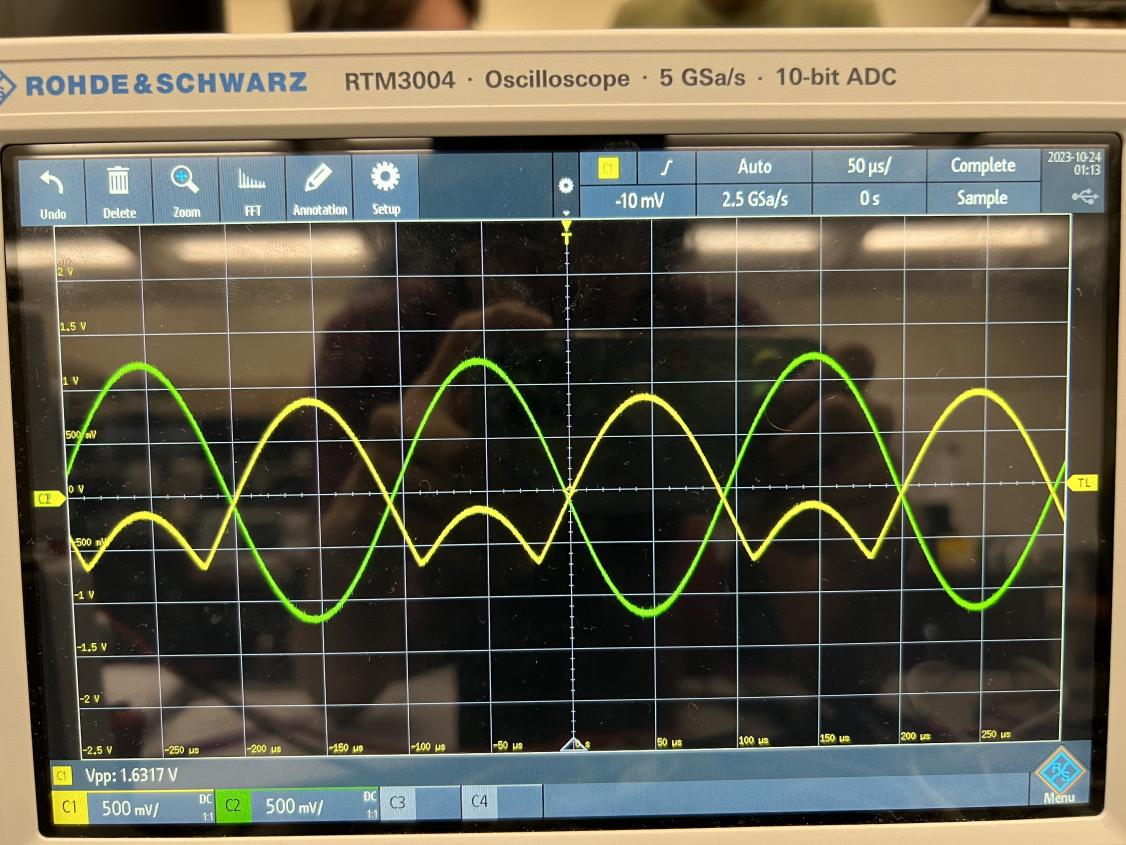 ROHDE&SCHWARZ RTM3004 · Oscilloscope · 5 GSa/s · 10-bit ADC
Undo Delete Zoom FFT Annotation Setup
C1 Auto 50 µs/ Complete 2023-10-24
01:13
-10 mV 2.5 GSa/s 0 s Sample
T
2 V
1.5 V
1 V
500 mV
C2 0 V TL
-500 mV
-1 V
-1.5 V
-2 V
-2.5 V -250 µs -200 µs -150 µs -100 µs -50 µs 0 s 50 µs 100 µs 150 µs 200 µs 250 µs
C1 Vpp: 1.6317 V
C1 500 mV/ DC 1:1 C2 500 mV/ DC 1:1 C3 C4
R/S
Menu